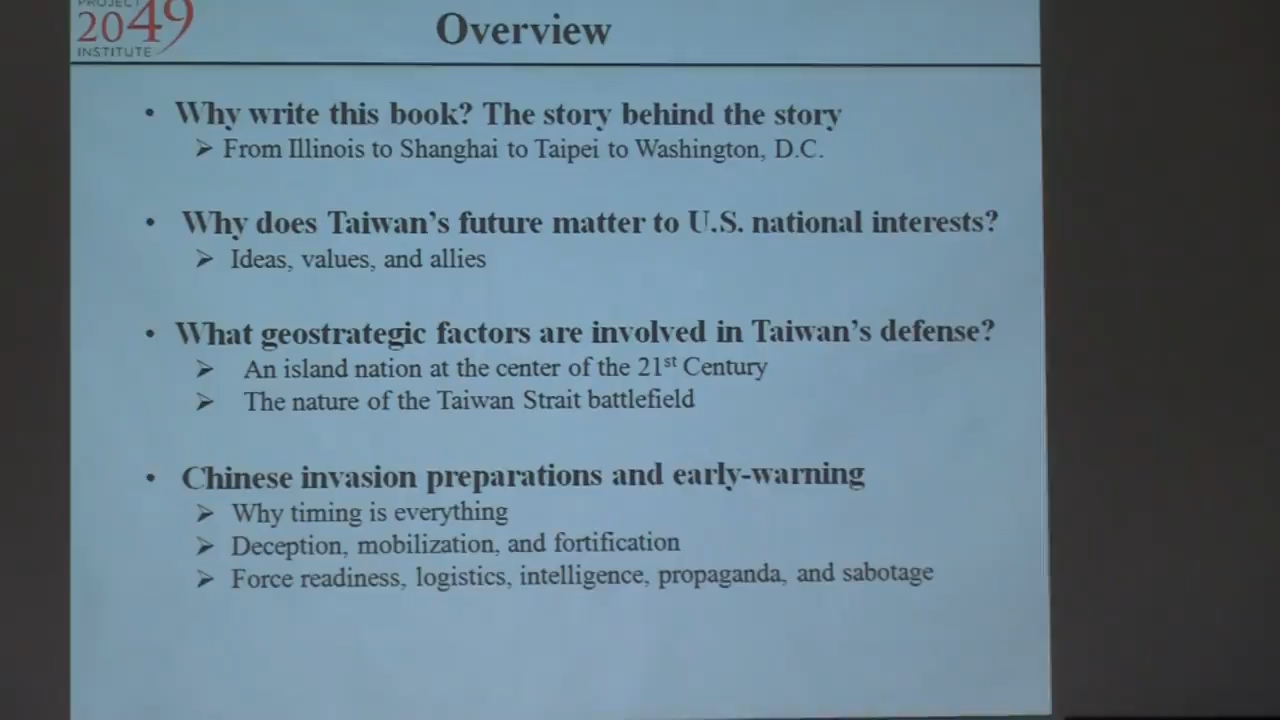 PROJECT
2049
INSTITUTE
Overview
• Why write this book? The story behind the story
➢ From Illinois to Shanghai to Taipei to Washington, D.C.
• Why does Taiwan's future matter to U.S. national interests?
➢ Ideas, values, and allies
• What geostrategic factors are involved in Taiwan's defense?
➢ An island nation at the center of the 21st Century
➢ The nature of the Taiwan Strait battlefield
• Chinese invasion preparations and early-warning
➢ Why timing is everything
➢ Deception, mobilization, and fortification
➢ Force readiness, logistics, intelligence, propaganda, and sabotage